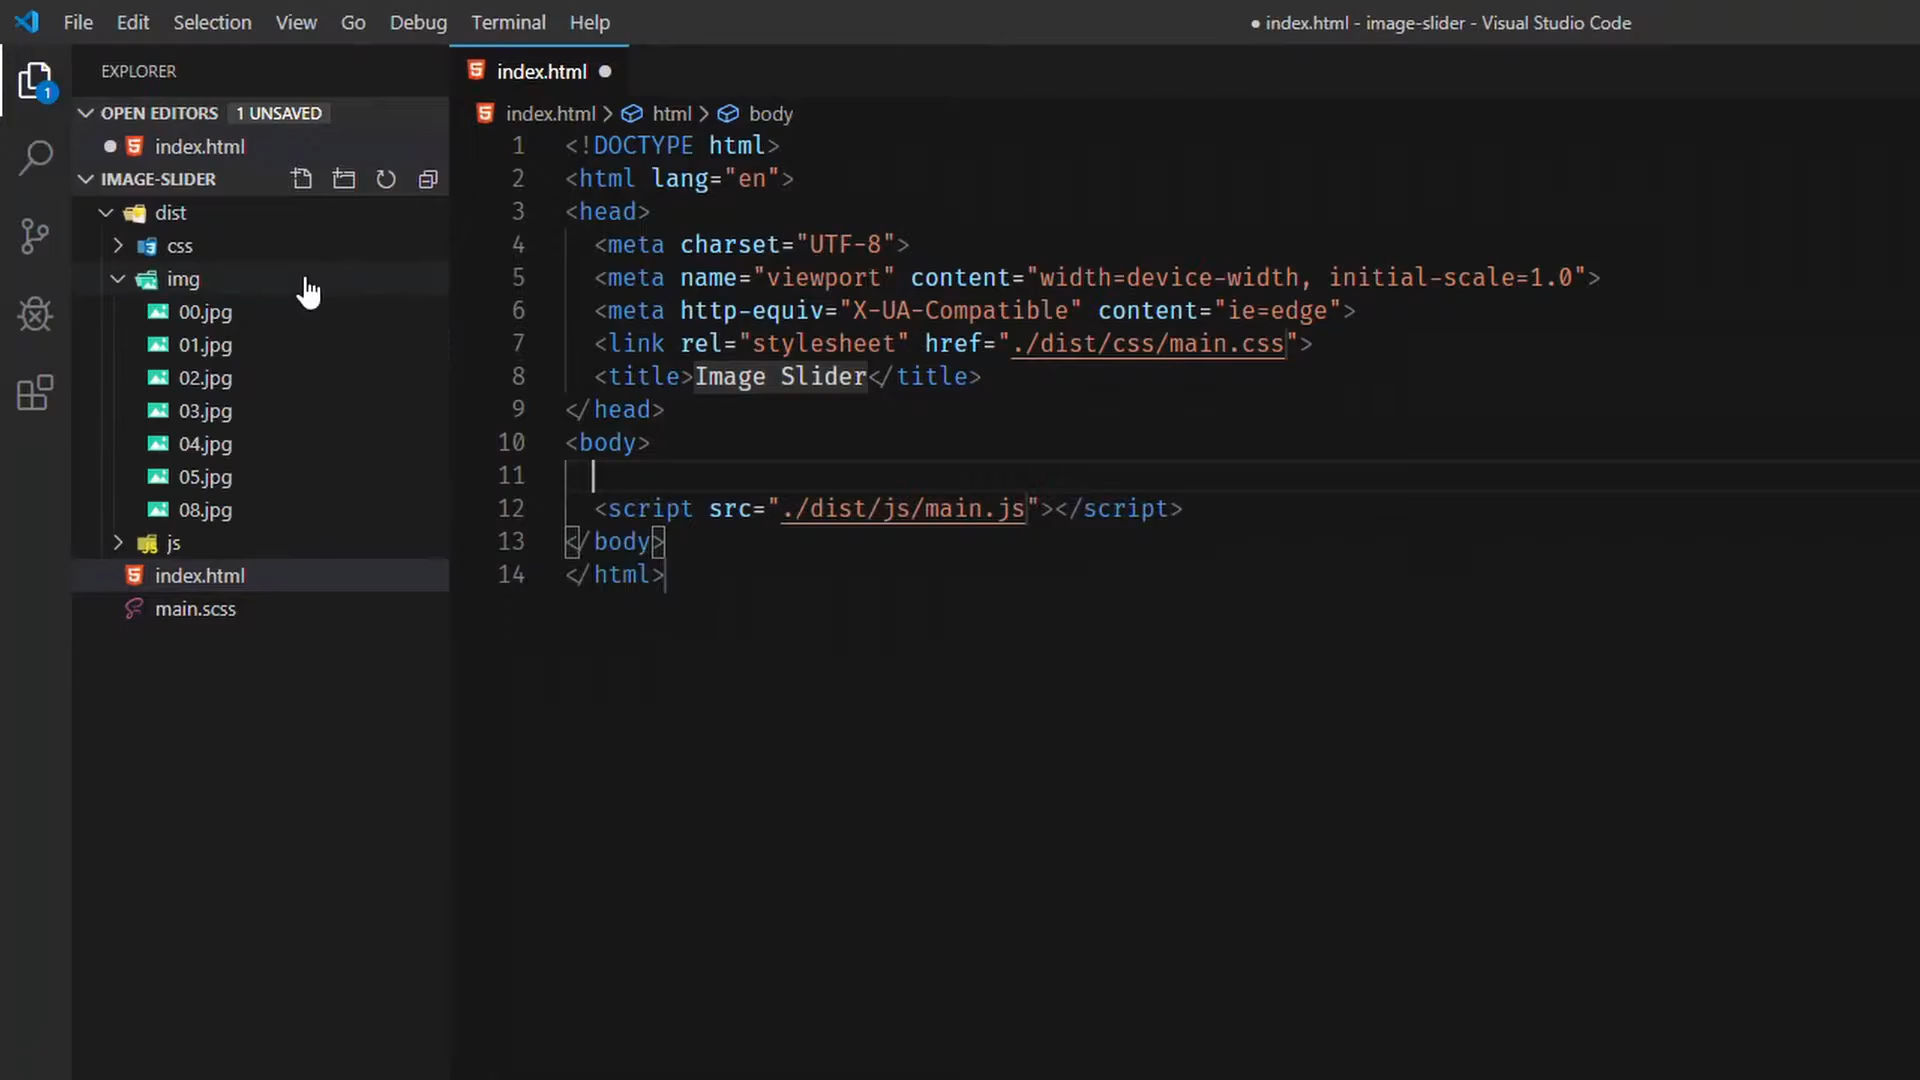 File Edit Selection View Go Debug Terminal Help
● index.html - image-slider - Visual Studio Code
EXPLORER
1
OPEN EDITORS 1 UNSAVED
index.html
IMAGE-SLIDER
dist
css
img
00.jpg
01.jpg
02.jpg
03.jpg
04.jpg
05.jpg
08.jpg
js
index.html
main.scss
index.html
index.html > html > body
1 <!DOCTYPE html>
2 <html lang="en">
3 <head>
4 <meta charset="UTF-8">
5 <meta name="viewport" content="width=device-width, initial-scale=1.0">
6 <meta http-equiv="X-UA-Compatible" content="ie=edge">
7 <link rel="stylesheet" href="./dist/css/main.css">
8 <title>Image Slider</title>
9 </head>
10 <body>
11
12 <script src="./dist/js/main.js"></script>
13 </body>
14 </html>